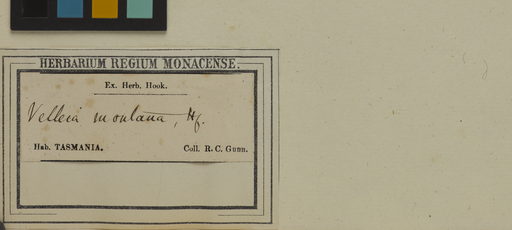 HERBARIUM REGIUM MONACENSE.
Ex. Herb. Hook.
Velleia montana, Hf.
Hab. TASMANIA. Coll. R. C. Gunn.